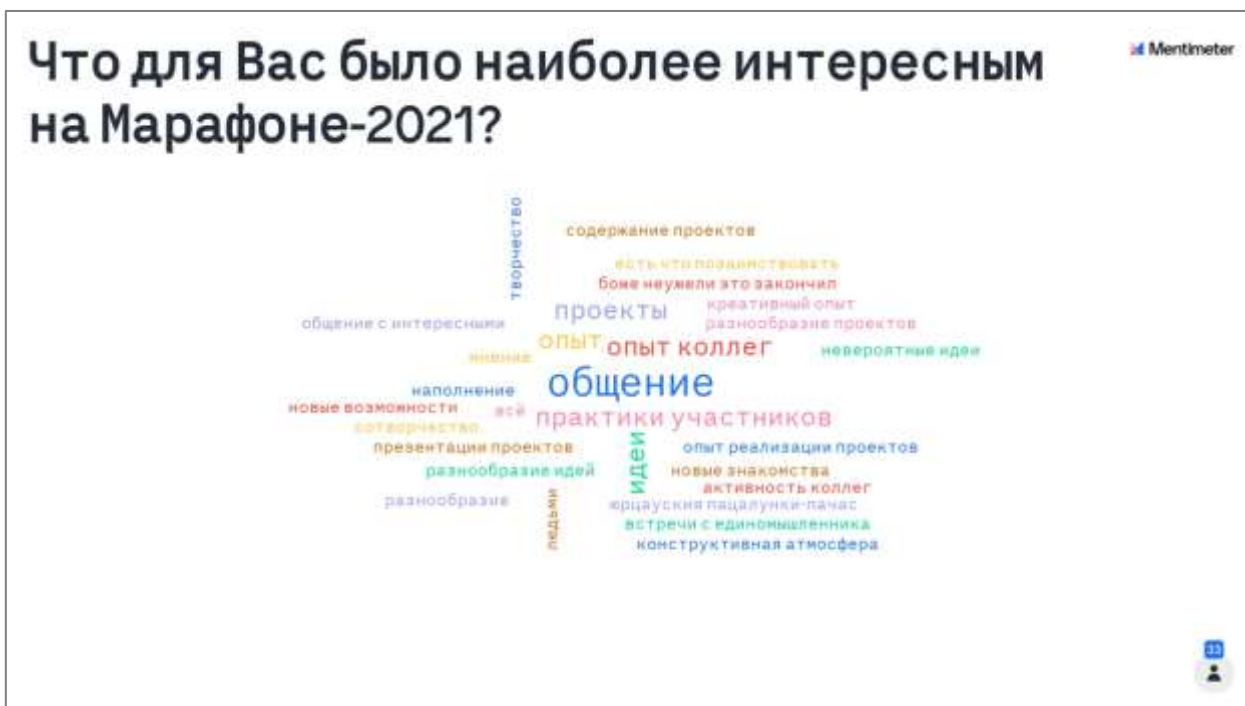 Что для Вас было наиболее интересным
на Марафоне-2021?
Mentimeter
творчество
содержание проектов
есть что позаимствовать
боже неужели это закончил
проекты
креативный опыт
общение с интересными
разнообразие проектов
опыт
опыт коллег
невероятные идеи
общение
наполнение
новые возможности
всё
практики участников
сотворчество
презентации проектов
идеи
опыт реализации проектов
разнообразие идей
новые знакомства
активность коллег
разнообразие
людьми
встречи с единомышленника
конструктивная атмосфера
33